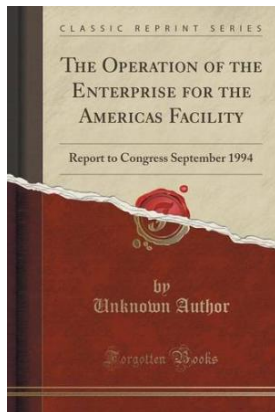 CLASSIC REPRINT SERIES
THE OPERATION OF THE
ENTERPRISE FOR THE
AMERICAS FACILITY
Report to Congress September 1994
by
Unknown Author
Forgotten Books